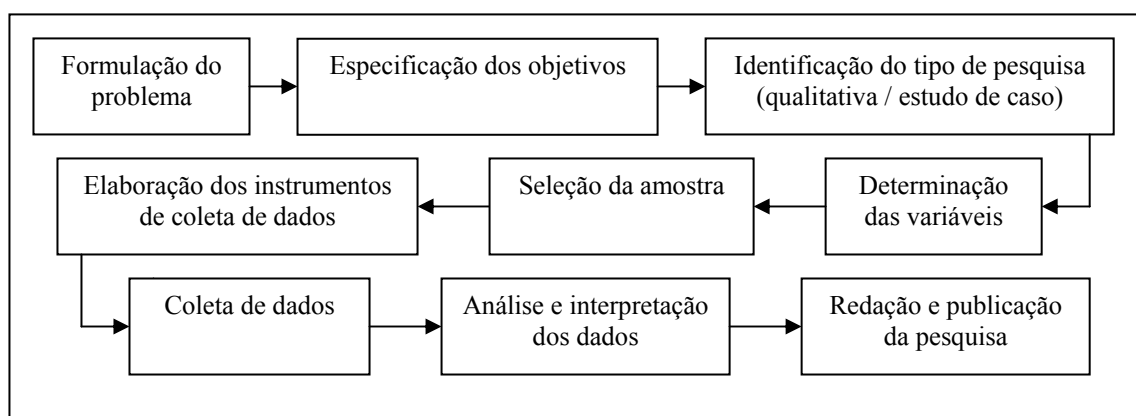 Formulação do
problema
Especificação dos objetivos
Identificação do tipo de pesquisa
(qualitativa / estudo de caso)
Determinação
das variáveis
Seleção da amostra
Elaboração dos instrumentos
de coleta de dados
Coleta de dados
Análise e interpretação
dos dados
Redação e publicação
da pesquisa